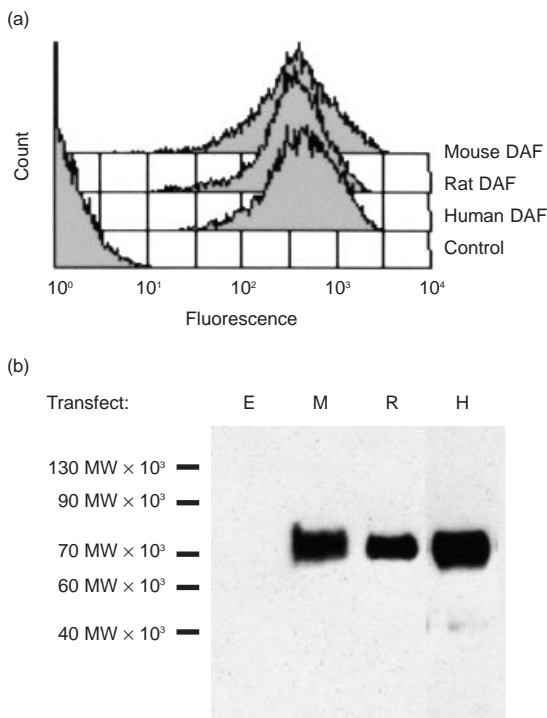 (a)
Count
Mouse DAF
Rat DAF
Human DAF
Control
10⁰ 10¹ 10² 10³ 10⁴
Fluorescence
(b)
Transfect: E M R H
130 MW × 10³
90 MW × 10³
70 MW × 10³
60 MW × 10³
40 MW × 10³